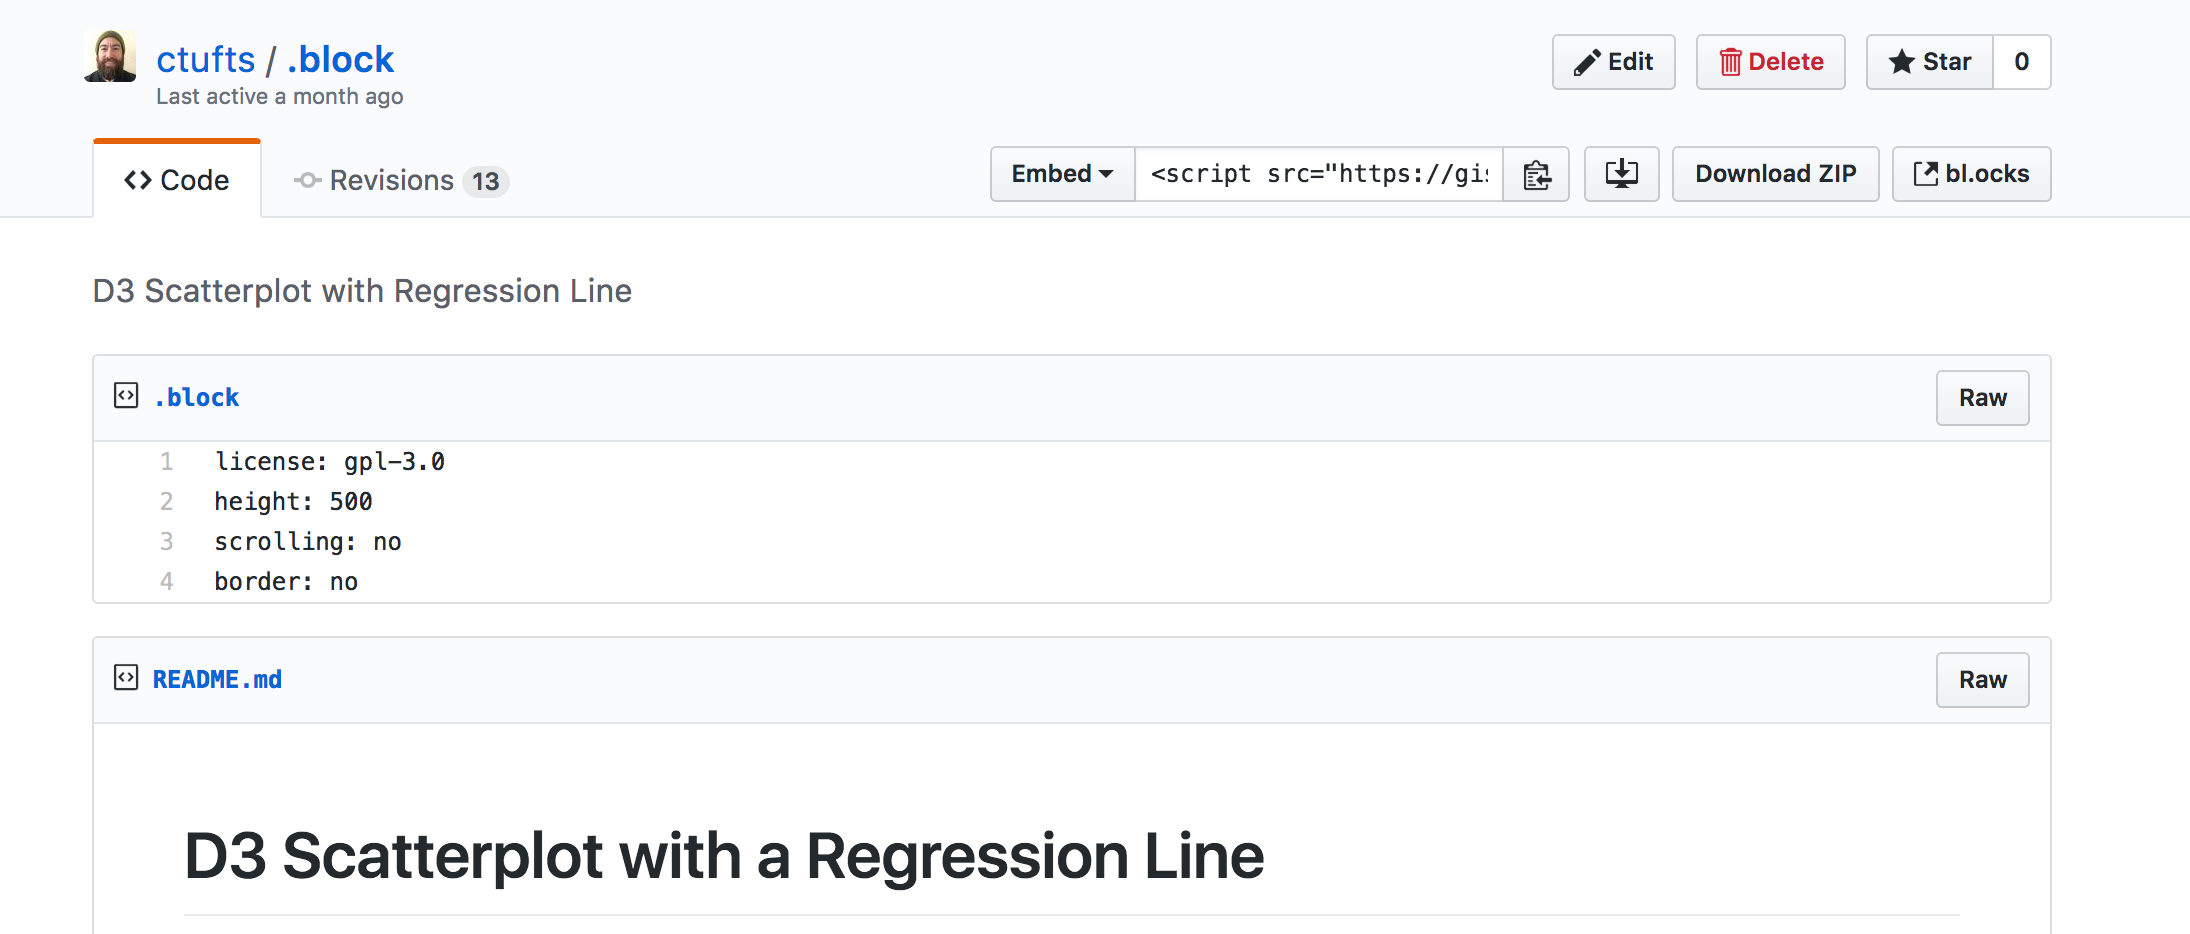 ctufts / .block
Last active a month ago
Edit
Delete
Star 0
Code
Revisions 13
Embed
<script src="https://gis
Download ZIP
bl.ocks
D3 Scatterplot with Regression Line
.block
Raw
1 license: gpl-3.0
2 height: 500
3 scrolling: no
4 border: no
README.md
Raw
D3 Scatterplot with a Regression Line